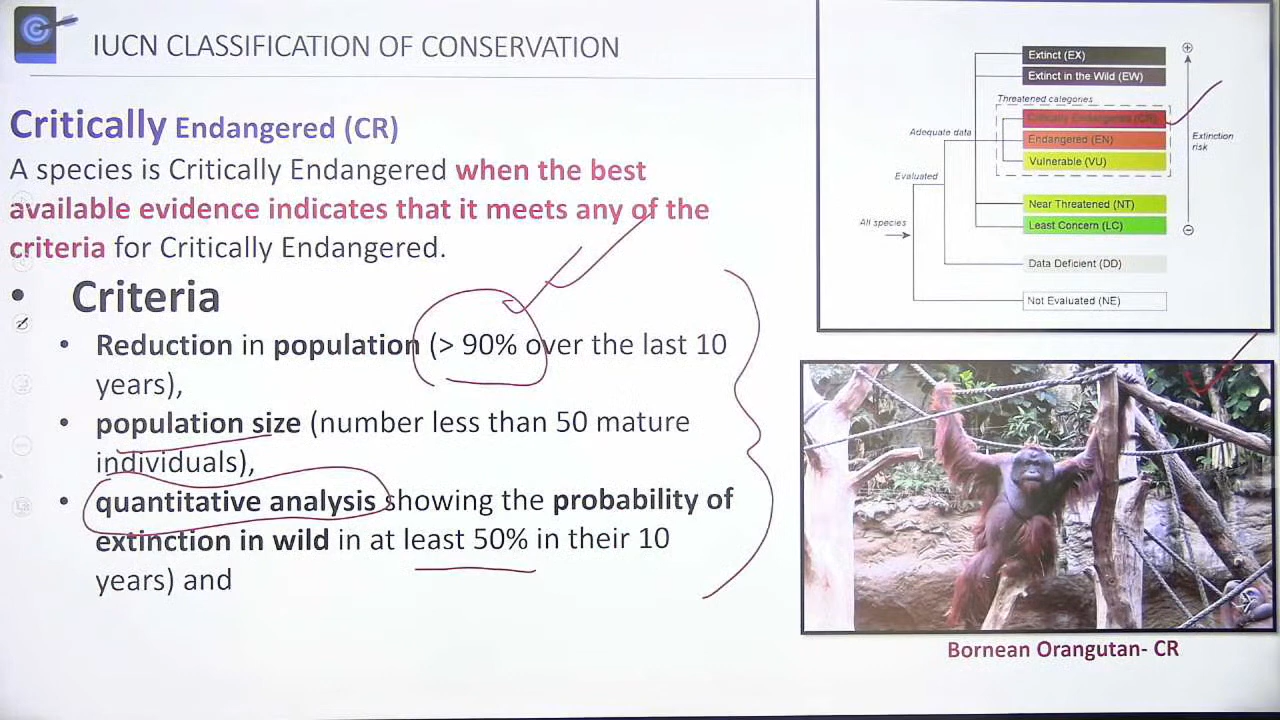 IUCN CLASSIFICATION OF CONSERVATION
Critically Endangered (CR)
A species is Critically Endangered when the best
available evidence indicates that it meets any of the
criteria for Critically Endangered.
• Criteria
• Reduction in population (> 90% over the last 10
years),
• population size (number less than 50 mature
individuals),
• quantitative analysis showing the probability of
extinction in wild in at least 50% in their 10
years) and
Extinct (EX)
Extinct in the Wild (EW)
Threatened categories
Critically Endangered (CR)
Adequate data
Endangered (EN)
Extinction
risk
Vulnerable (VU)
Evaluated
Near Threatened (NT)
All species
Least Concern (LC)
Data Deficient (DD)
Not Evaluated (NE)
Bornean Orangutan- CR